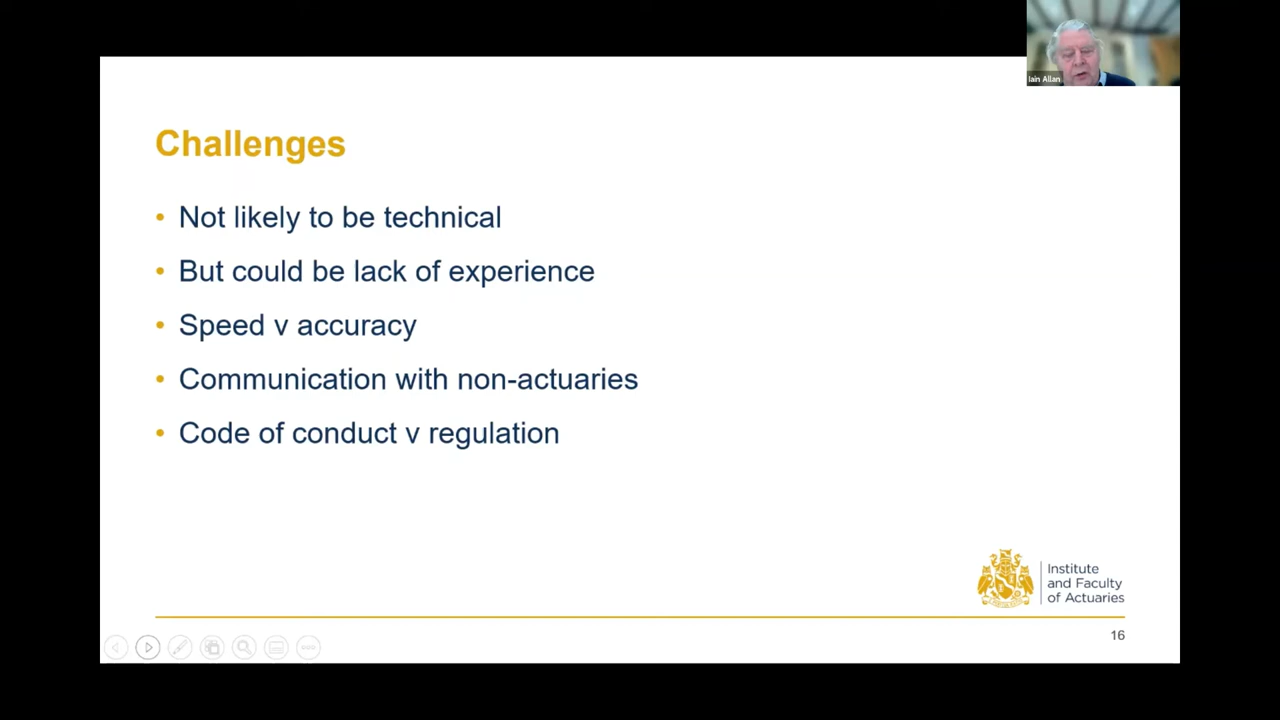 Iain Allan
Challenges
• Not likely to be technical
• But could be lack of experience
• Speed v accuracy
• Communication with non-actuaries
• Code of conduct v regulation
Institute
and Faculty
of Actuaries
16